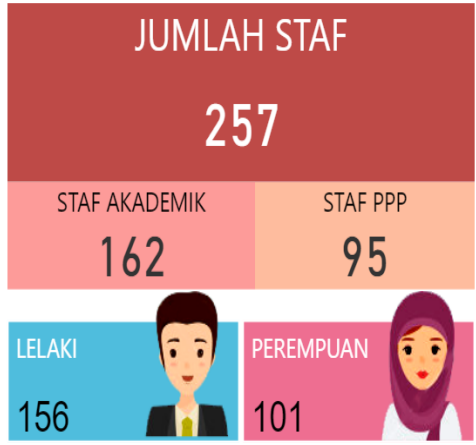 JUMLAH STAF
257
STAF AKADEMIK
162
STAF PPP
95
LELAKI
156
PEREMPUAN
101